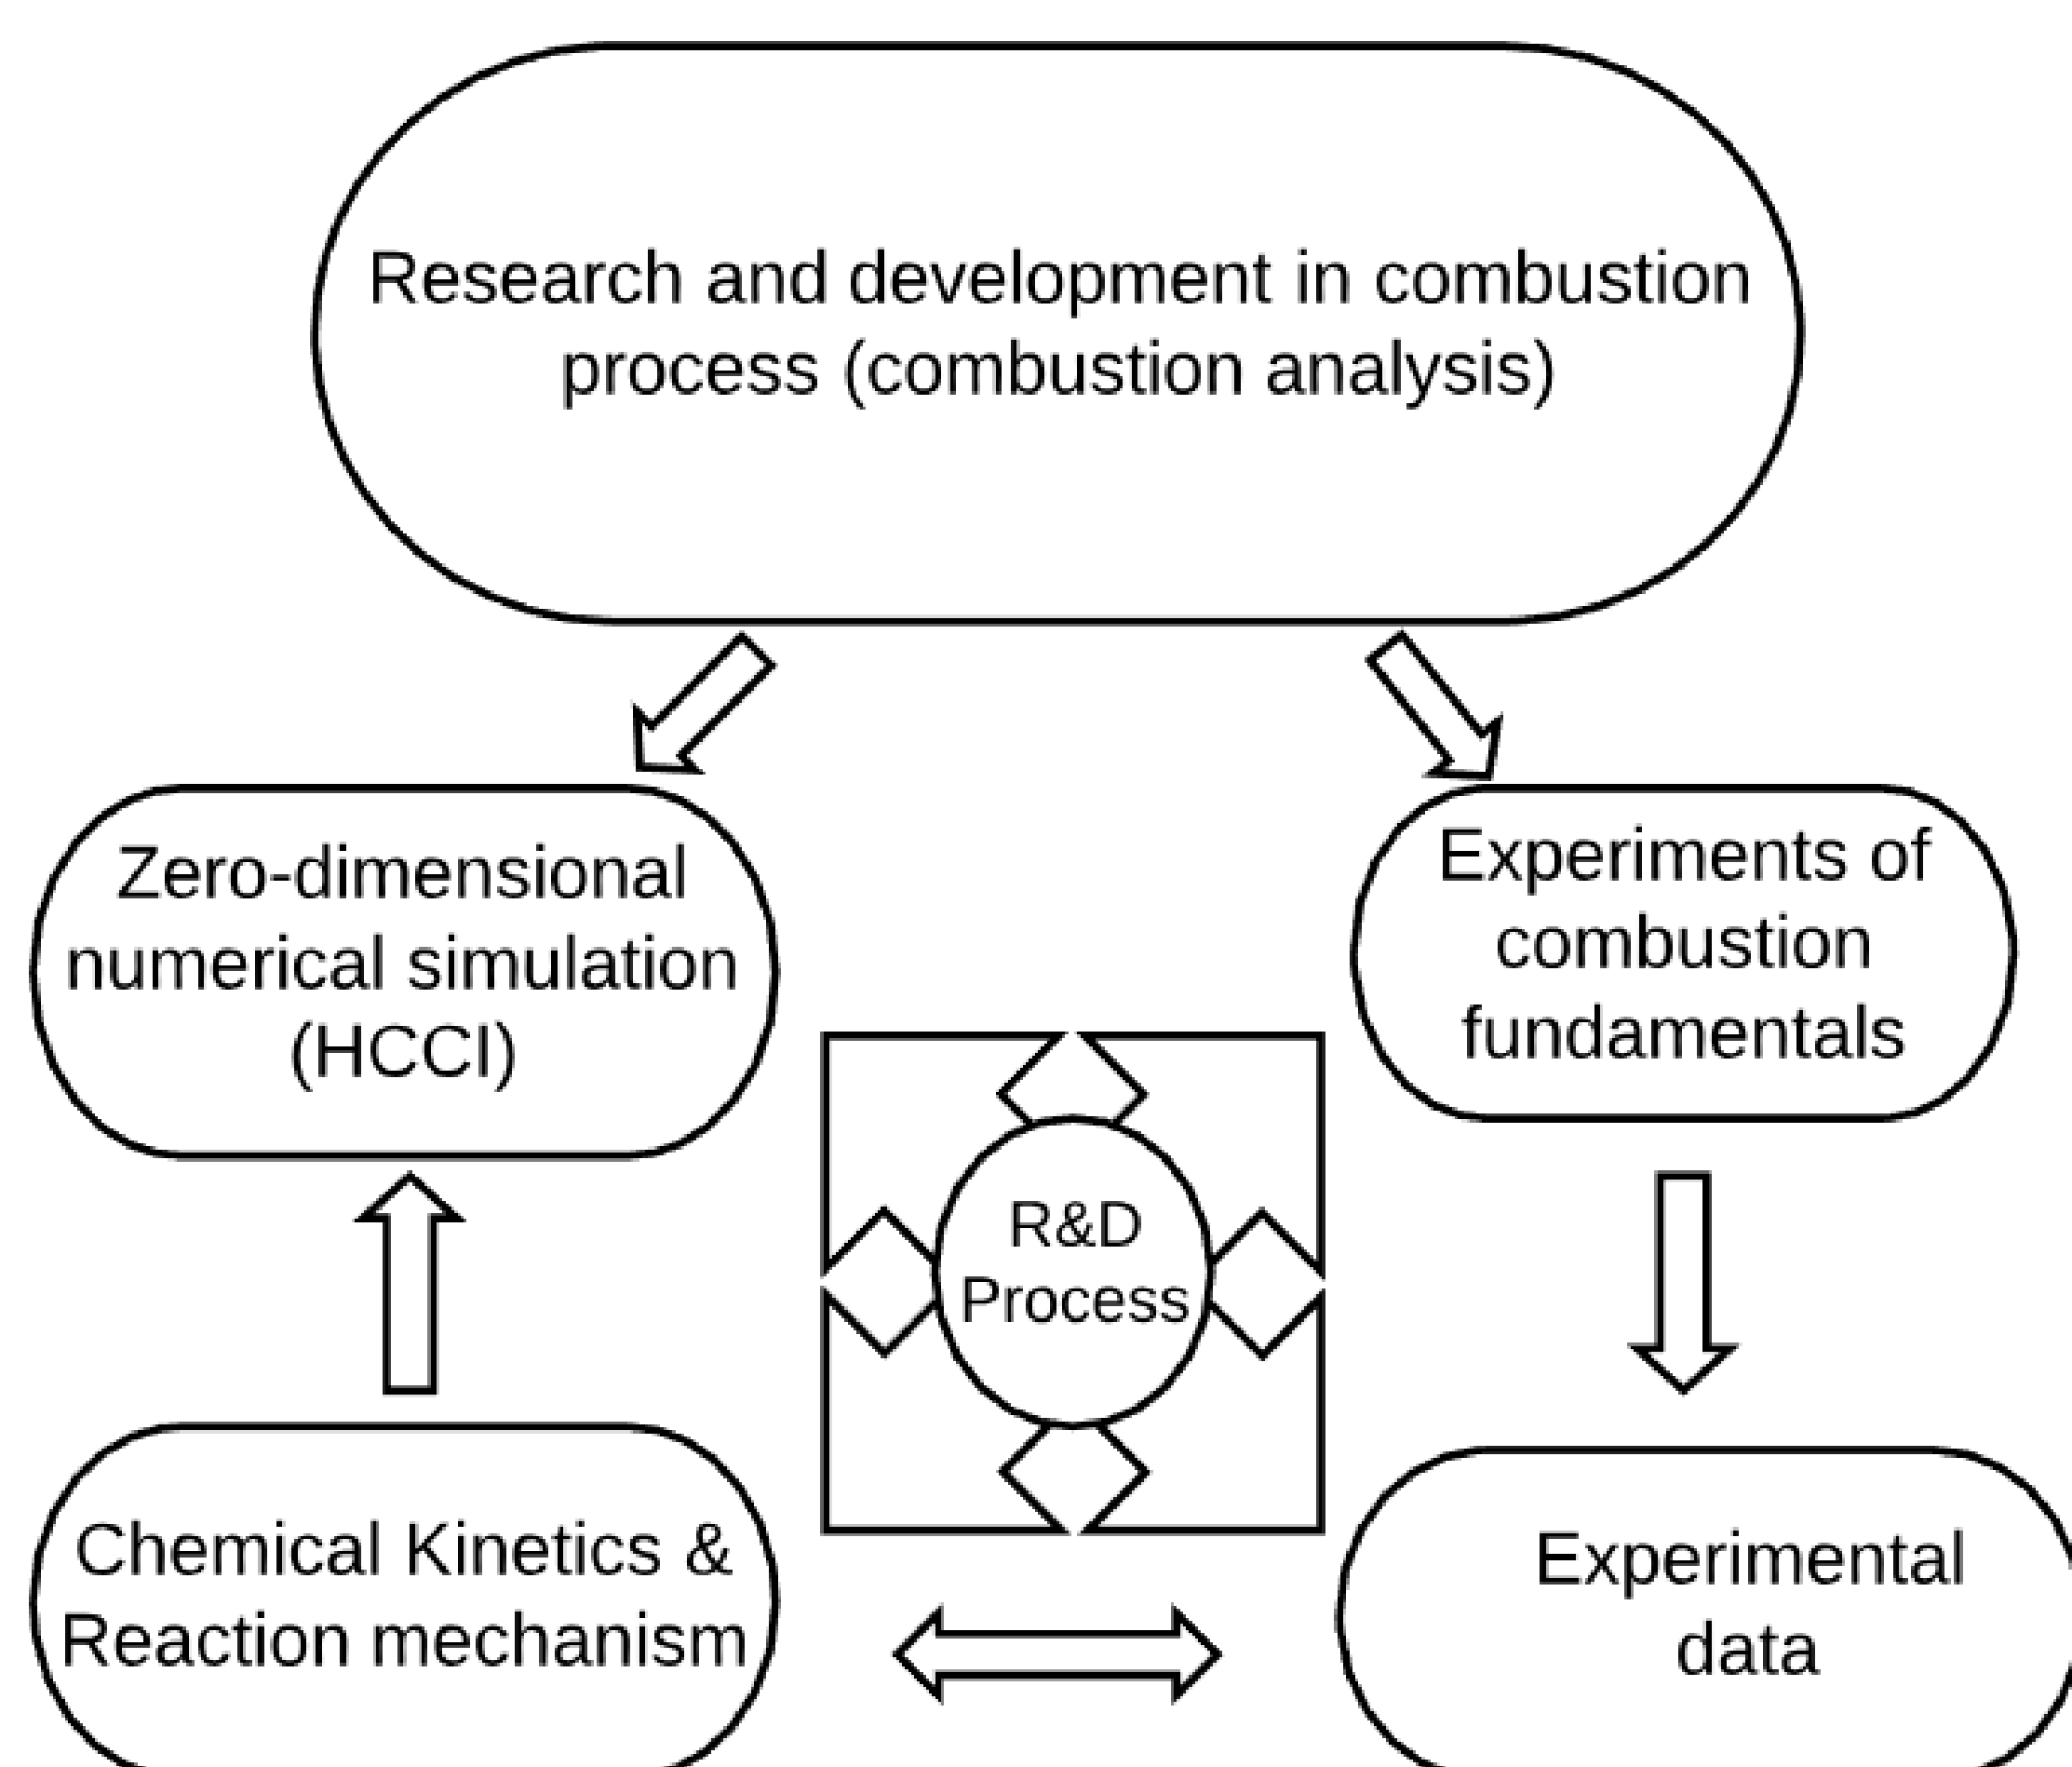 Research and development in combustion
process (combustion analysis)
Zero-dimensional
numerical simulation
(HCCI)
Experiments of
combustion
fundamentals
R&D
Process
Chemical Kinetics &
Reaction mechanism
Experimental
data